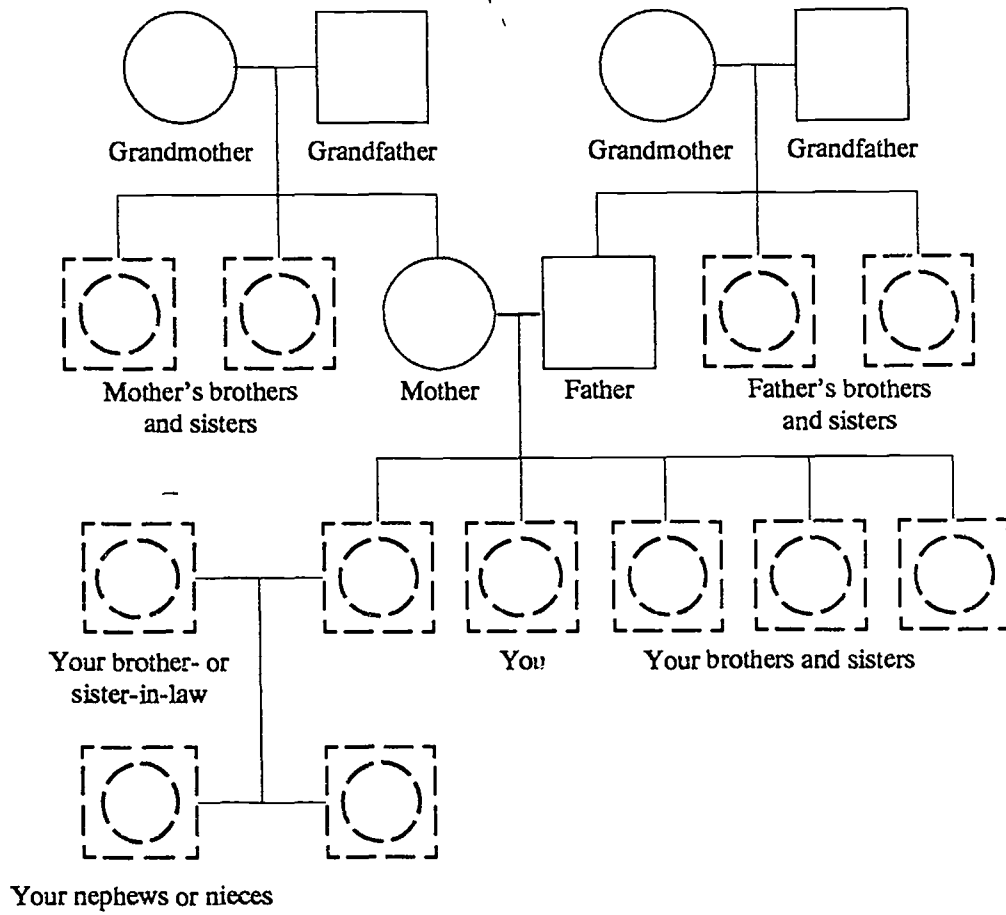 Grandmother
Grandfather
Grandmother
Grandfather
Mother's brothers
and sisters
Mother
Father
Father's brothers
and sisters
Your brother- or
sister-in-law
You
Your brothers and sisters
Your nephews or nieces